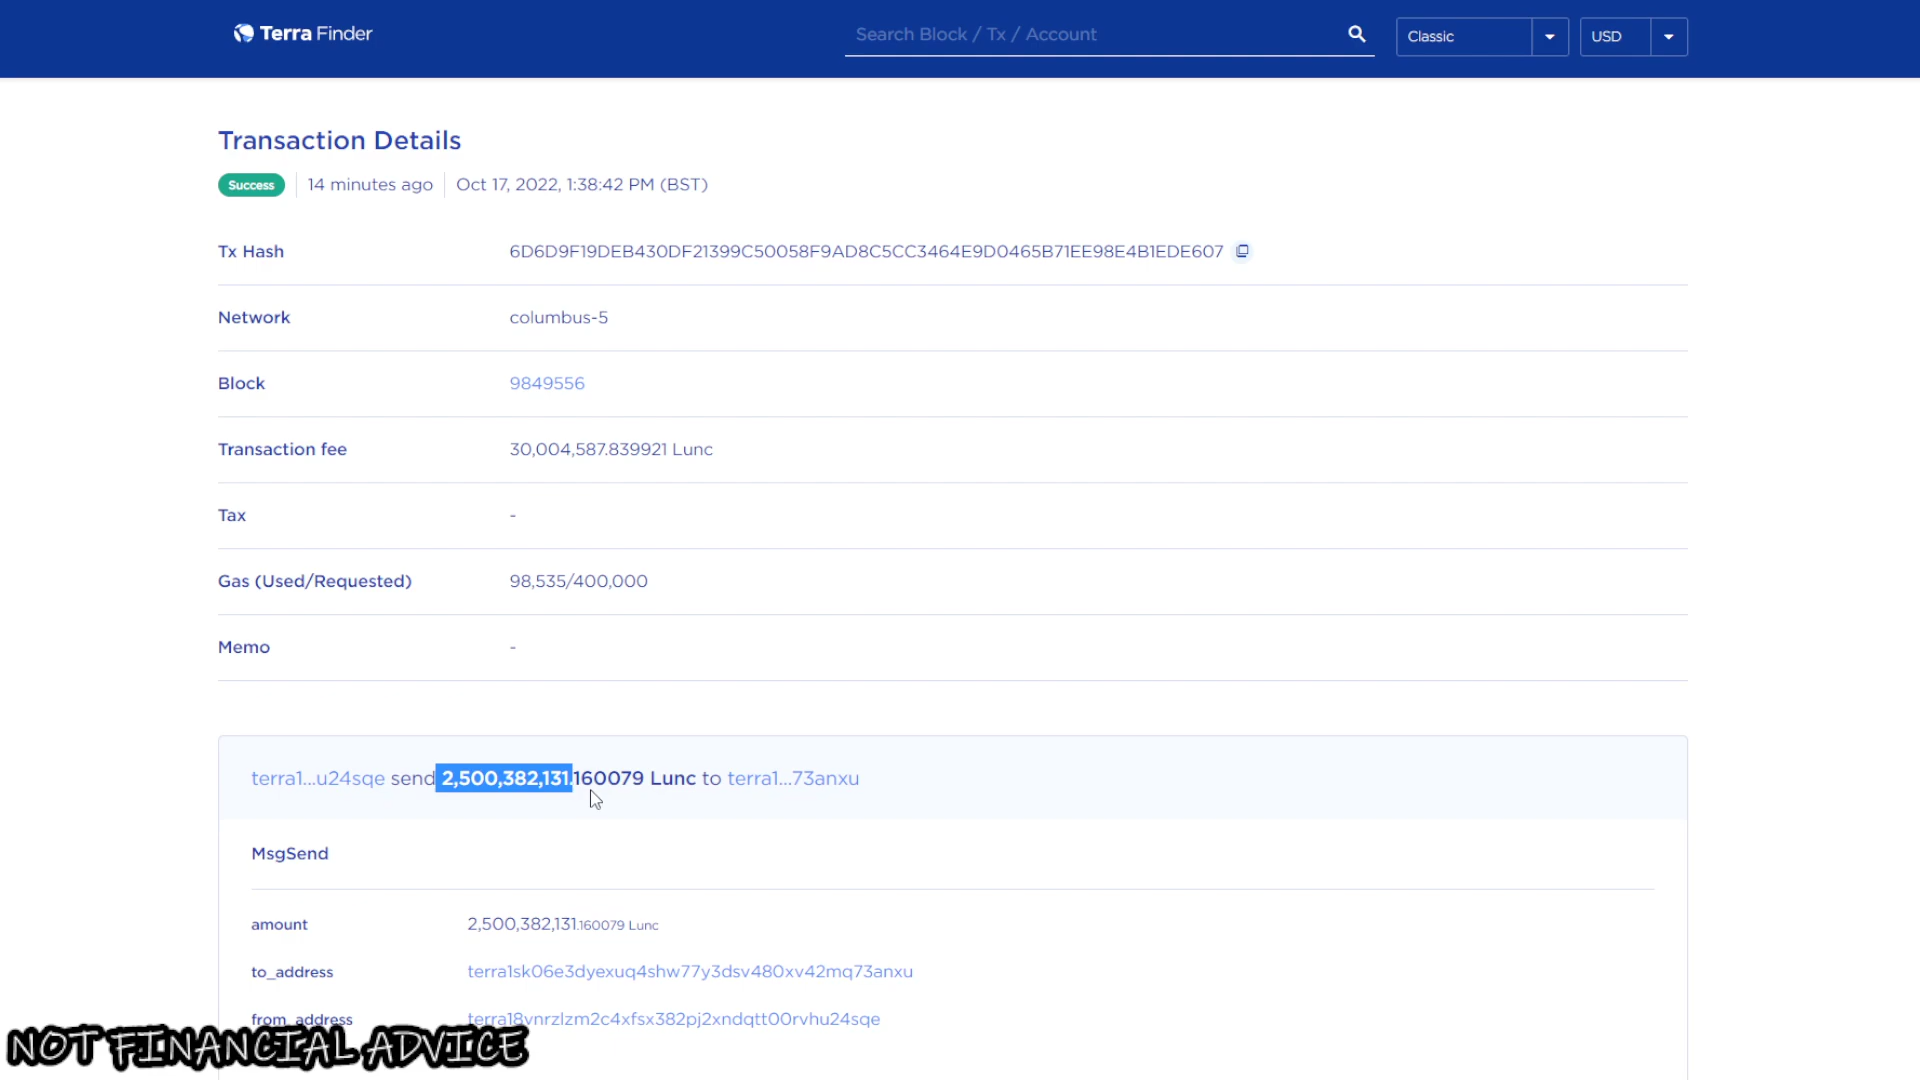 Terra Finder
Search Block / Tx / Account
Classic
USD
Transaction Details
Success 14 minutes ago Oct 17, 2022, 1:38:42 PM (BST)
Tx Hash 6D6D9F19DEB430DF21399C50058F9AD8C5CC3464E9D0465B71EE98E4B1EDE607
Network columbus-5
Block 9849556
Transaction fee 30,004,587.839921 Lunc
Tax -
Gas (Used/Requested) 98,535/400,000
Memo -
terra1...u24sqe send 2,500,382,131.160079 Lunc to terra1...73anxu
MsgSend
amount 2,500,382,131.160079 Lunc
to_address terra1sk06e3dyexuq4shw77y3dsv480xv42mq73anxu
from_address terra18vnrzlzm2c4xfsx382pj2xndqtt00rvhu24sqe
NOT FINANCIAL ADVICE